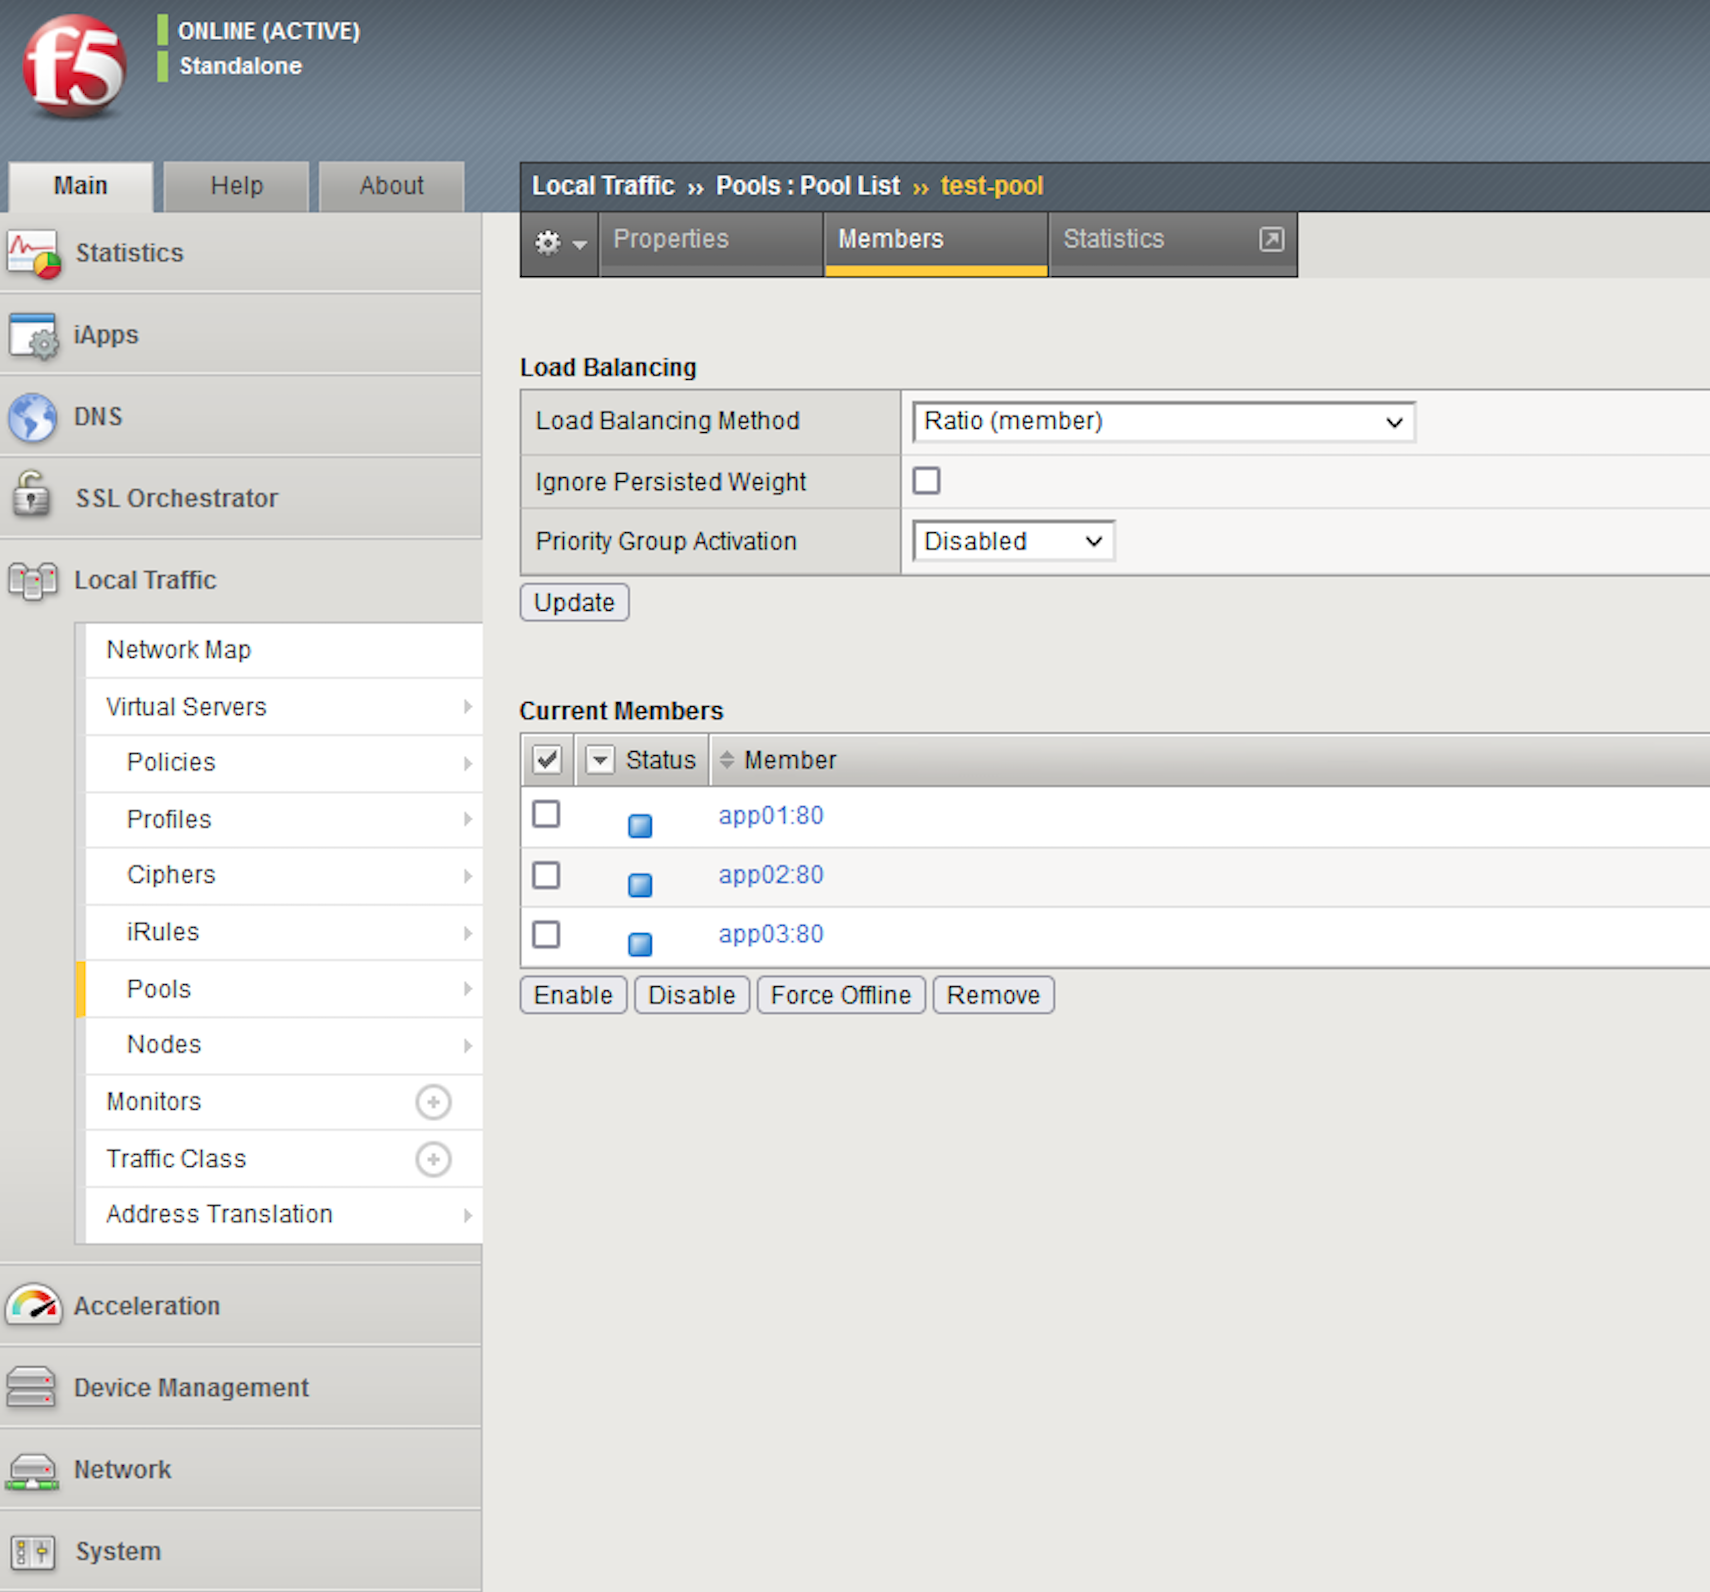 f5
ONLINE (ACTIVE)
Standalone
Main Help About
Local Traffic ›› Pools : Pool List ›› test-pool
Properties Members Statistics
Statistics
iApps
DNS
SSL Orchestrator
Local Traffic
Network Map
Virtual Servers
Policies
Profiles
Ciphers
iRules
Pools
Nodes
Monitors
Traffic Class
Address Translation
Acceleration
Device Management
Network
System
Load Balancing
Load Balancing Method Ratio (member)
Ignore Persisted Weight
Priority Group Activation Disabled
Update
Current Members
Status Member
app01:80
app02:80
app03:80
Enable Disable Force Offline Remove